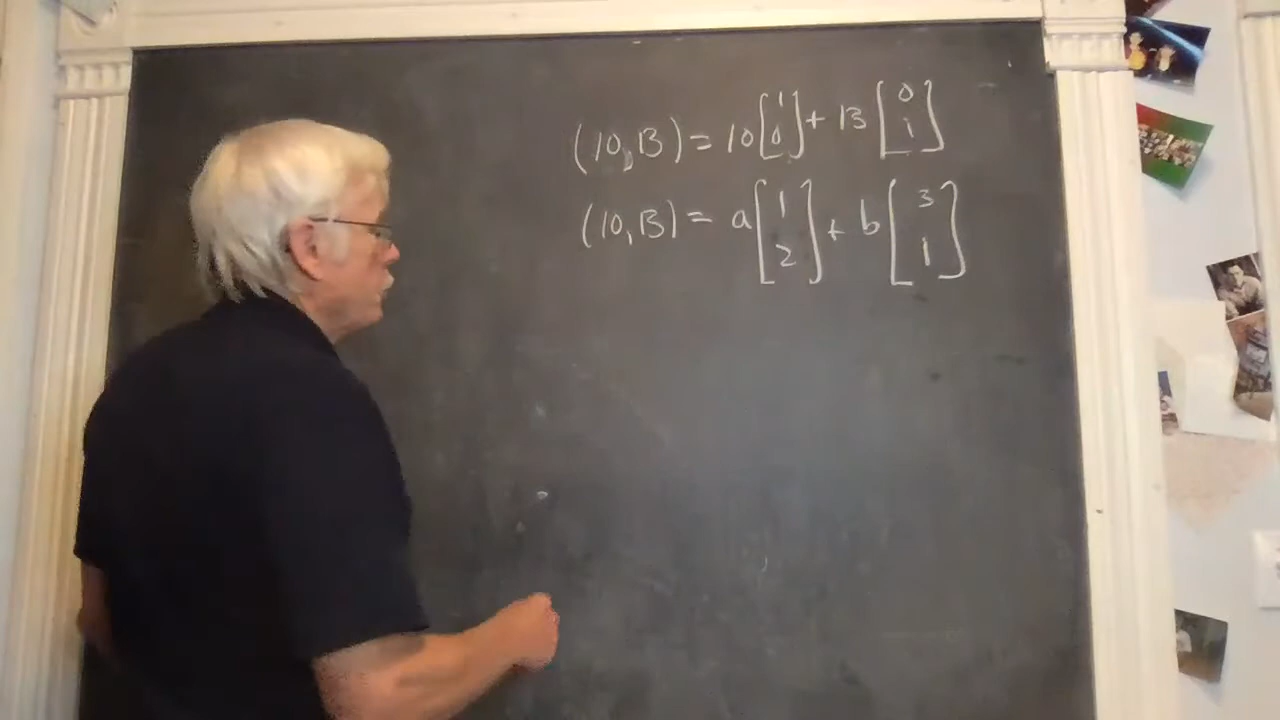 (10,13) = 10 [1 0] + 13 [0 1]
(10,13) = a [1 2] + b [3 1]